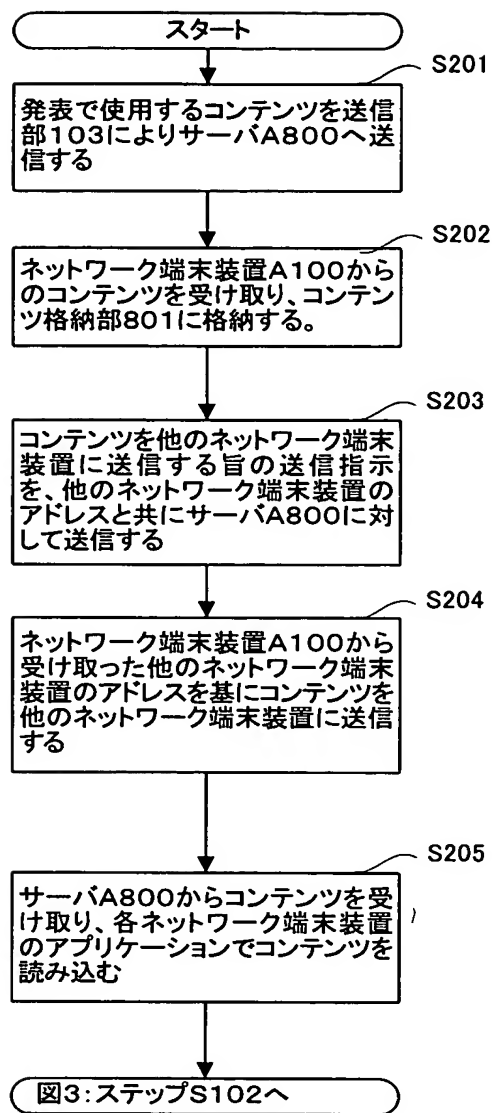 スタート
S201
発表で使用するコンテンツを送信
部103によりサーバA800へ送
信する
S202
ネットワーク端末装置A100から
のコンテンツを受け取り、コンテン
ツ格納部801に格納する。
S203
コンテンツを他のネットワーク端末
装置に送信する旨の送信指示
を、他のネットワーク端末装置の
アドレスと共にサーバA800に対
して送信する
S204
ネットワーク端末装置A100から
受け取った他のネットワーク端末
装置のアドレスを基にコンテンツを
他のネットワーク端末装置に送信
する
S205
サーバA800からコンテンツを受
け取り、各ネットワーク端末装置
のアプリケーションでコンテンツを
読み込む
図3:ステップS102へ